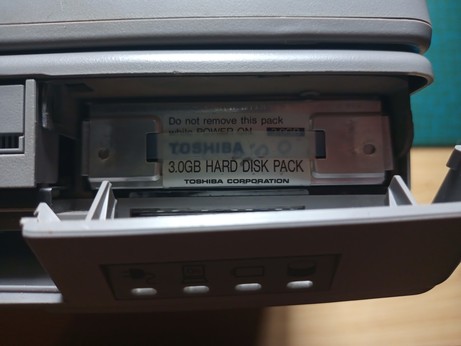 Do not remove this pack
while POWER ON
TOSHIBA
3.0GB HARD DISK PACK
TOSHIBA CORPORATION